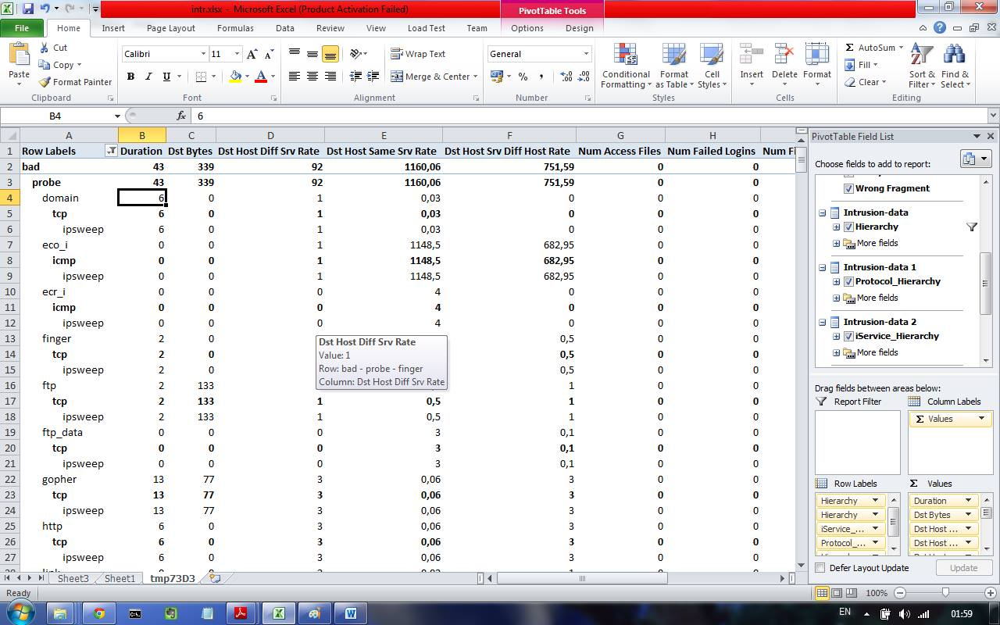 intr.xlsx - Microsoft Excel (Product Activation Failed)
PivotTable Tools
File Home Insert Page Layout Formulas Data Review View Load Test Team Options Design
Paste
Cut
Copy
Format Painter
Clipboard
Calibri 11
B I U
Font
Wrap Text
Merge & Center
Alignment
General
Number
Conditional Formatting
Format as Table
Cell Styles
Styles
Insert Delete Format
Cells
AutoSum
Fill
Clear
Sort & Filter
Find & Select
Editing
B4 fx 6
A B C D E F G H
1 Row Labels Duration Dst Bytes Dst Host Diff Srv Rate Dst Host Same Srv Rate Dst Host Srv Diff Host Rate Num Access Files Num Failed Logins
2 bad 43 339 92 1160,06 751,59 0 0
3 probe 43 339 92 1160,06 751,59 0 0
4 domain 6 0 1 0,03 0 0 0
5 tcp 6 0 1 0,03 0 0 0
6 ipsweep 6 0 1 0,03 0 0 0
7 eco_i 0 0 1 1148,5 682,95 0 0
8 icmp 0 0 1 1148,5 682,95 0 0
9 ipsweep 0 0 1 1148,5 682,95 0 0
10 ecr_i 0 0 0 4 0 0 0
11 icmp 0 0 0 4 0 0 0
12 ipsweep 0 0 0 4 0 0 0
13 finger 2 0 0,5 0 0
14 tcp 2 0 0,5 0 0
15 ipsweep 2 0 0,5 0 0
16 ftp 2 133 1 0 0
17 tcp 2 133 1 0,5 1 0 0
18 ipsweep 2 133 1 0,5 1 0 0
19 ftp_data 0 0 0 3 0,1 0 0
20 tcp 0 0 0 3 0,1 0 0
21 ipsweep 0 0 0 3 0,1 0 0
22 gopher 13 77 3 0,06 3 0 0
23 tcp 13 77 3 0,06 3 0 0
24 ipsweep 13 77 3 0,06 3 0 0
25 http 6 0 3 0,06 3 0 0
26 tcp 6 0 3 0,06 3 0 0
27 ipsweep 6 0 3 0,06 3 0 0
Dst Host Diff Srv Rate
Value: 1
Row: bad - probe - finger
Column: Dst Host Diff Srv Rate
PivotTable Field List
Choose fields to add to report:
Wrong Fragment
Intrusion-data
Hierarchy
More fields
Intrusion-data 1
Protocol_Hierarchy
More fields
Intrusion-data 2
iService_Hierarchy
More fields
Drag fields between areas below:
Report Filter
Column Labels
Σ Values
Row Labels
Σ Values
Hierarchy
Hierarchy
iService_...
Protocol_...
Duration
Dst Bytes
Dst Host ...
Dst Host ...
Defer Layout Update
Update
Sheet3 Sheet1 tmp73D3
Ready
100%
EN
01:59